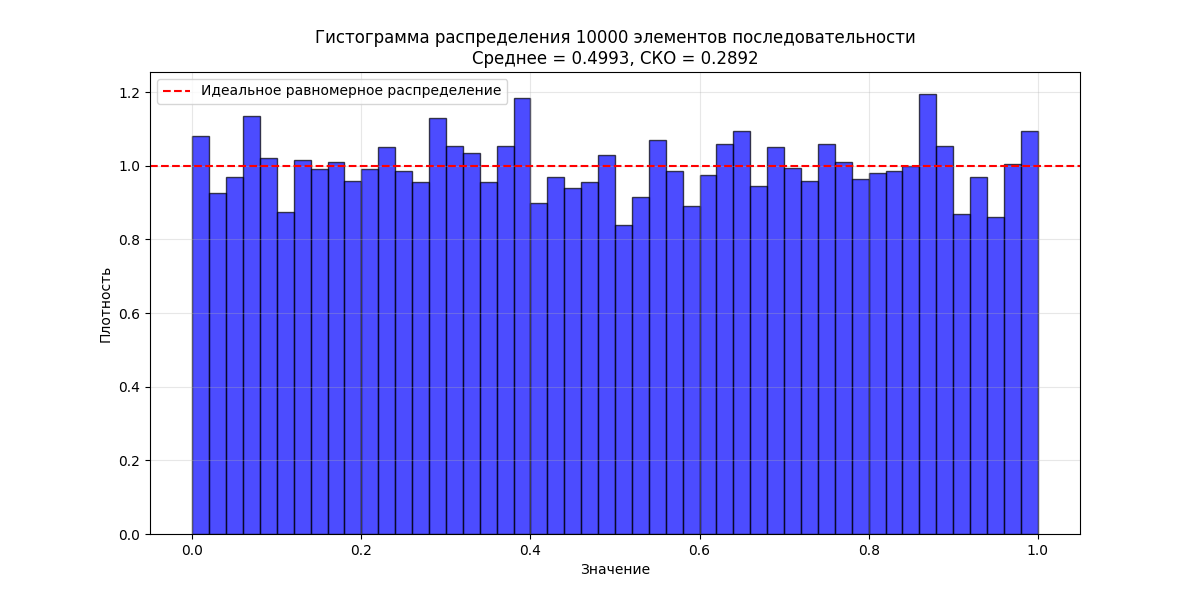 Гистограмма распределения 10000 элементов последовательности
Среднее = 0.4993, СКО = 0.2892
Идеальное равномерное распределение
1.2
1.0
0.8
0.6
0.4
0.2
0.0
Плотность
0.0 0.2 0.4 0.6 0.8 1.0
Значение